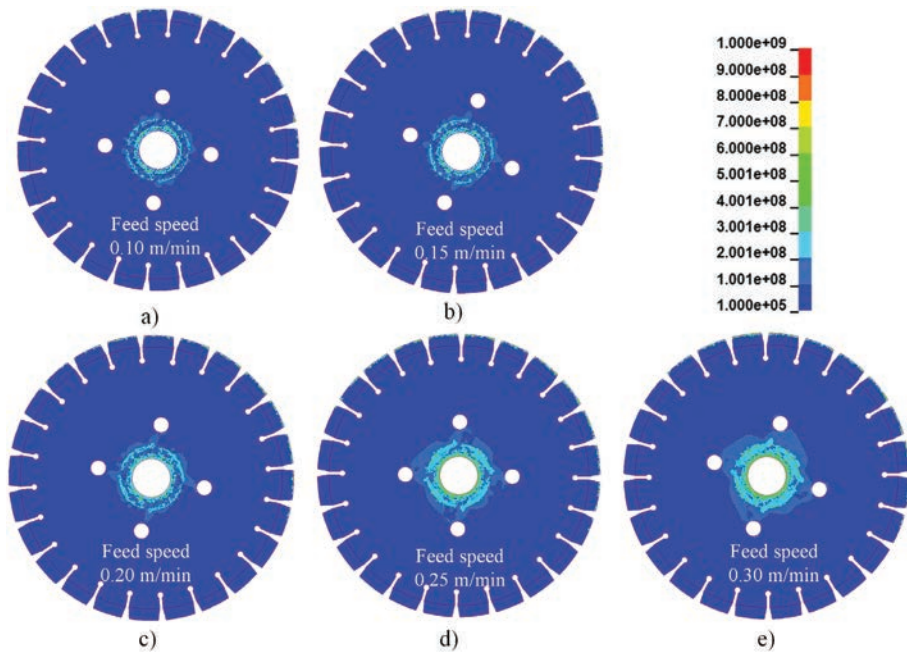 Feed speed
0.10 m/min
a)
Feed speed
0.15 m/min
b)
1.000e+09
9.000e+08
8.000e+08
7.000e+08
6.000e+08
5.001e+08
4.001e+08
3.001e+08
2.001e+08
1.001e+08
1.000e+05
Feed speed
0.20 m/min
c)
Feed speed
0.25 m/min
d)
Feed speed
0.30 m/min
e)